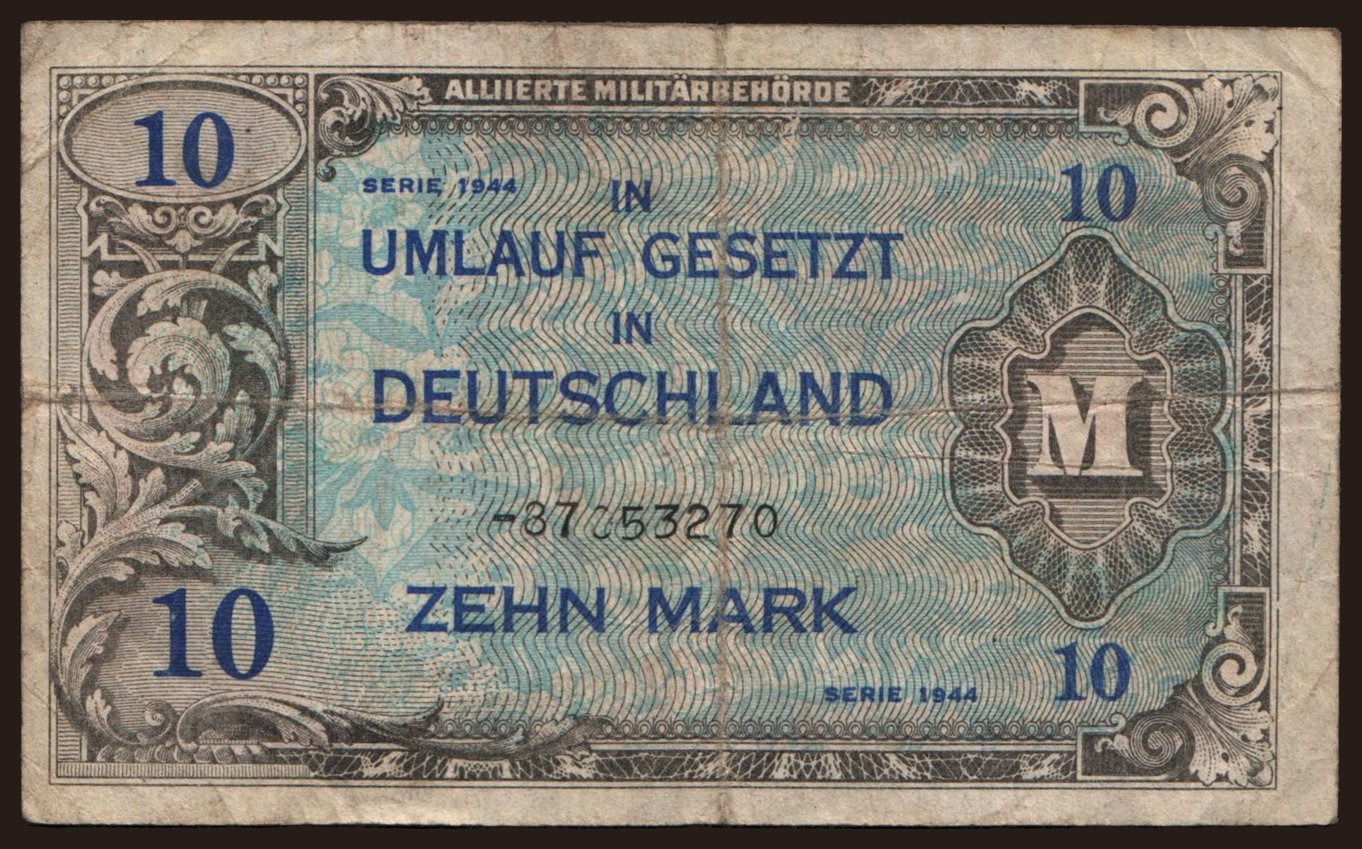 ALLIIERTE MILITÄRBEHÖRDE
10
10
SERIE 1944
IN
UMLAUF GESETZT
IN
DEUTSCHLAND
M
ZEHN MARK
10
10
SERIE 1944